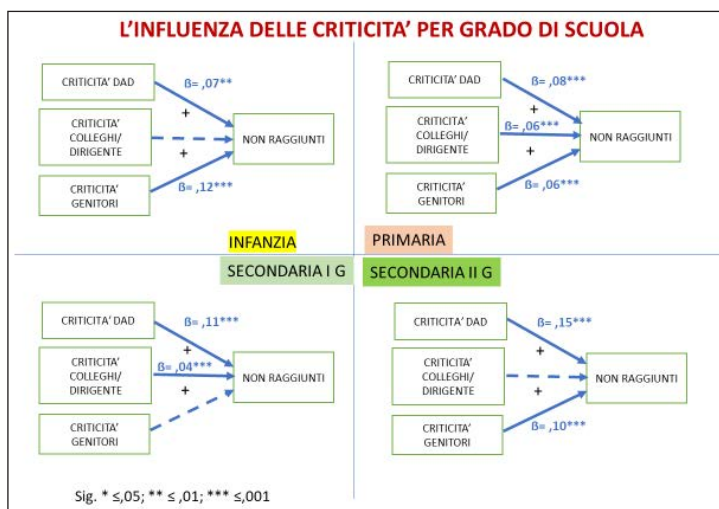 L'INFLUENZA DELLE CRITICITA' PER GRADO DI SCUOLA
CRITICITA' DAD
ß= ,07**
+
CRITICITA'
COLLEGHI/
DIRIGENTE
NON RAGGIUNTI
+
CRITICITA'
GENITORI
ß= ,12***
INFANZIA
CRITICITA' DAD
ß= ,08***
+
CRITICITA'
COLLEGHI/
DIRIGENTE
ß= ,06***
NON RAGGIUNTI
+
CRITICITA'
GENITORI
ß= ,06***
PRIMARIA
SECONDARIA I G
CRITICITA' DAD
ß= ,11***
+
CRITICITA'
COLLEGHI/
DIRIGENTE
ß= ,04***
NON RAGGIUNTI
+
CRITICITA'
GENITORI
SECONDARIA II G
CRITICITA' DAD
ß= ,15***
+
CRITICITA'
COLLEGHI/
DIRIGENTE
NON RAGGIUNTI
+
CRITICITA'
GENITORI
ß= ,10***
Sig. * ≤,05; ** ≤ ,01; *** ≤,001